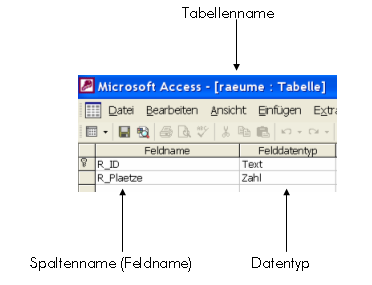 Tabellenname
Microsoft Access - [raeume : Tabelle]
Datei Bearbeiten Ansicht Einfügen Extra
Feldname Felddatentyp
R_ID Text
R_Plaetze Zahl
Spaltenname (Feldname) Datentyp